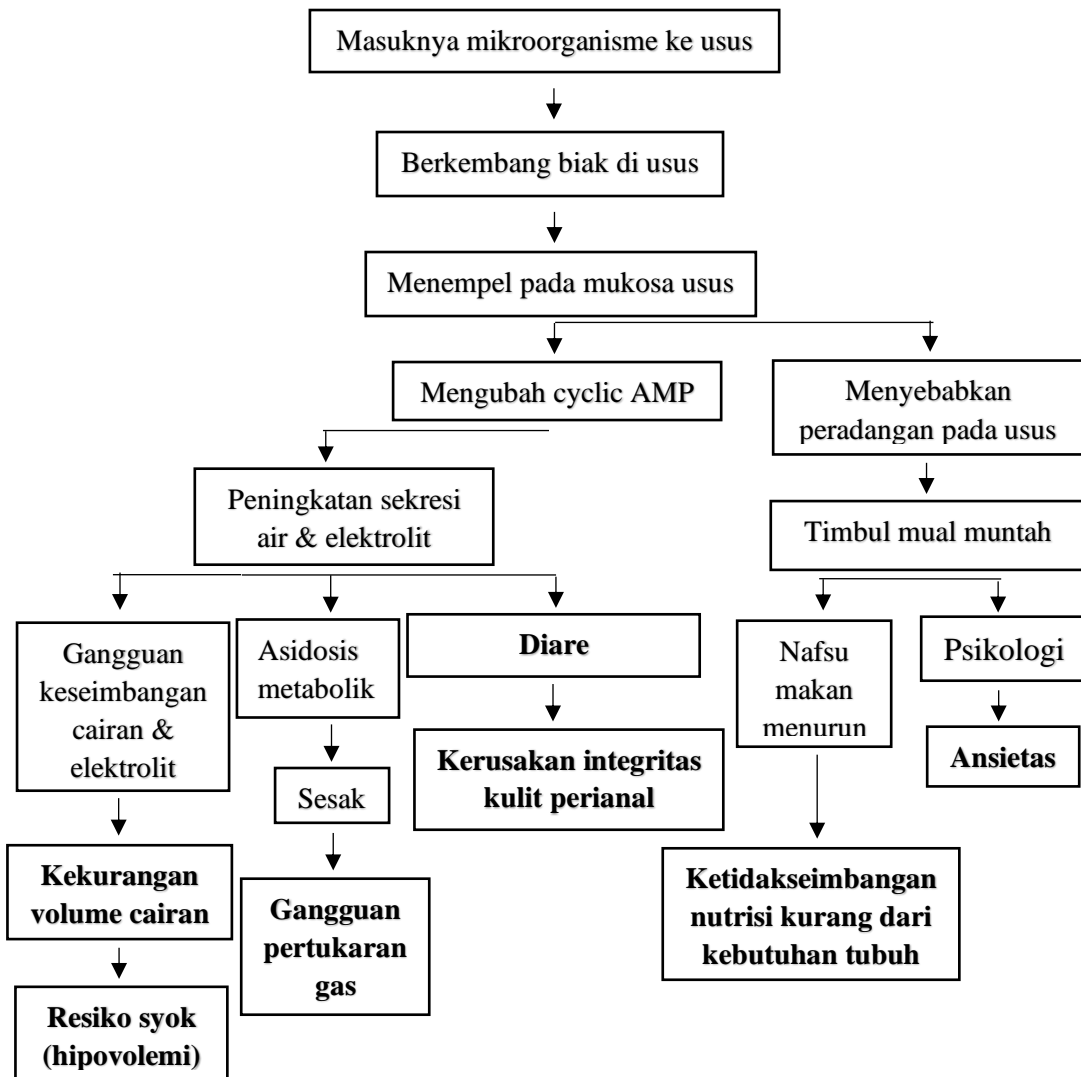 Masuknya mikroorganisme ke usus
Berkembang biak di usus
Menempel pada mukosa usus
Mengubah cyclic AMP
Menyebabkan
peradangan pada usus
Peningkatan sekresi
air & elektrolit
Timbul mual muntah
Gangguan
keseimbangan
cairan &
elektrolit
Asidosis
metabolik
Diare
Nafsu
makan
menurun
Psikologi
Kerusakan integritas
kulit perianal
Ansietas
Sesak
Kekurangan
volume cairan
Gangguan
pertukaran
gas
Ketidakseimbangan
nutrisi kurang dari
kebutuhan tubuh
Resiko syok
(hipovolemi)